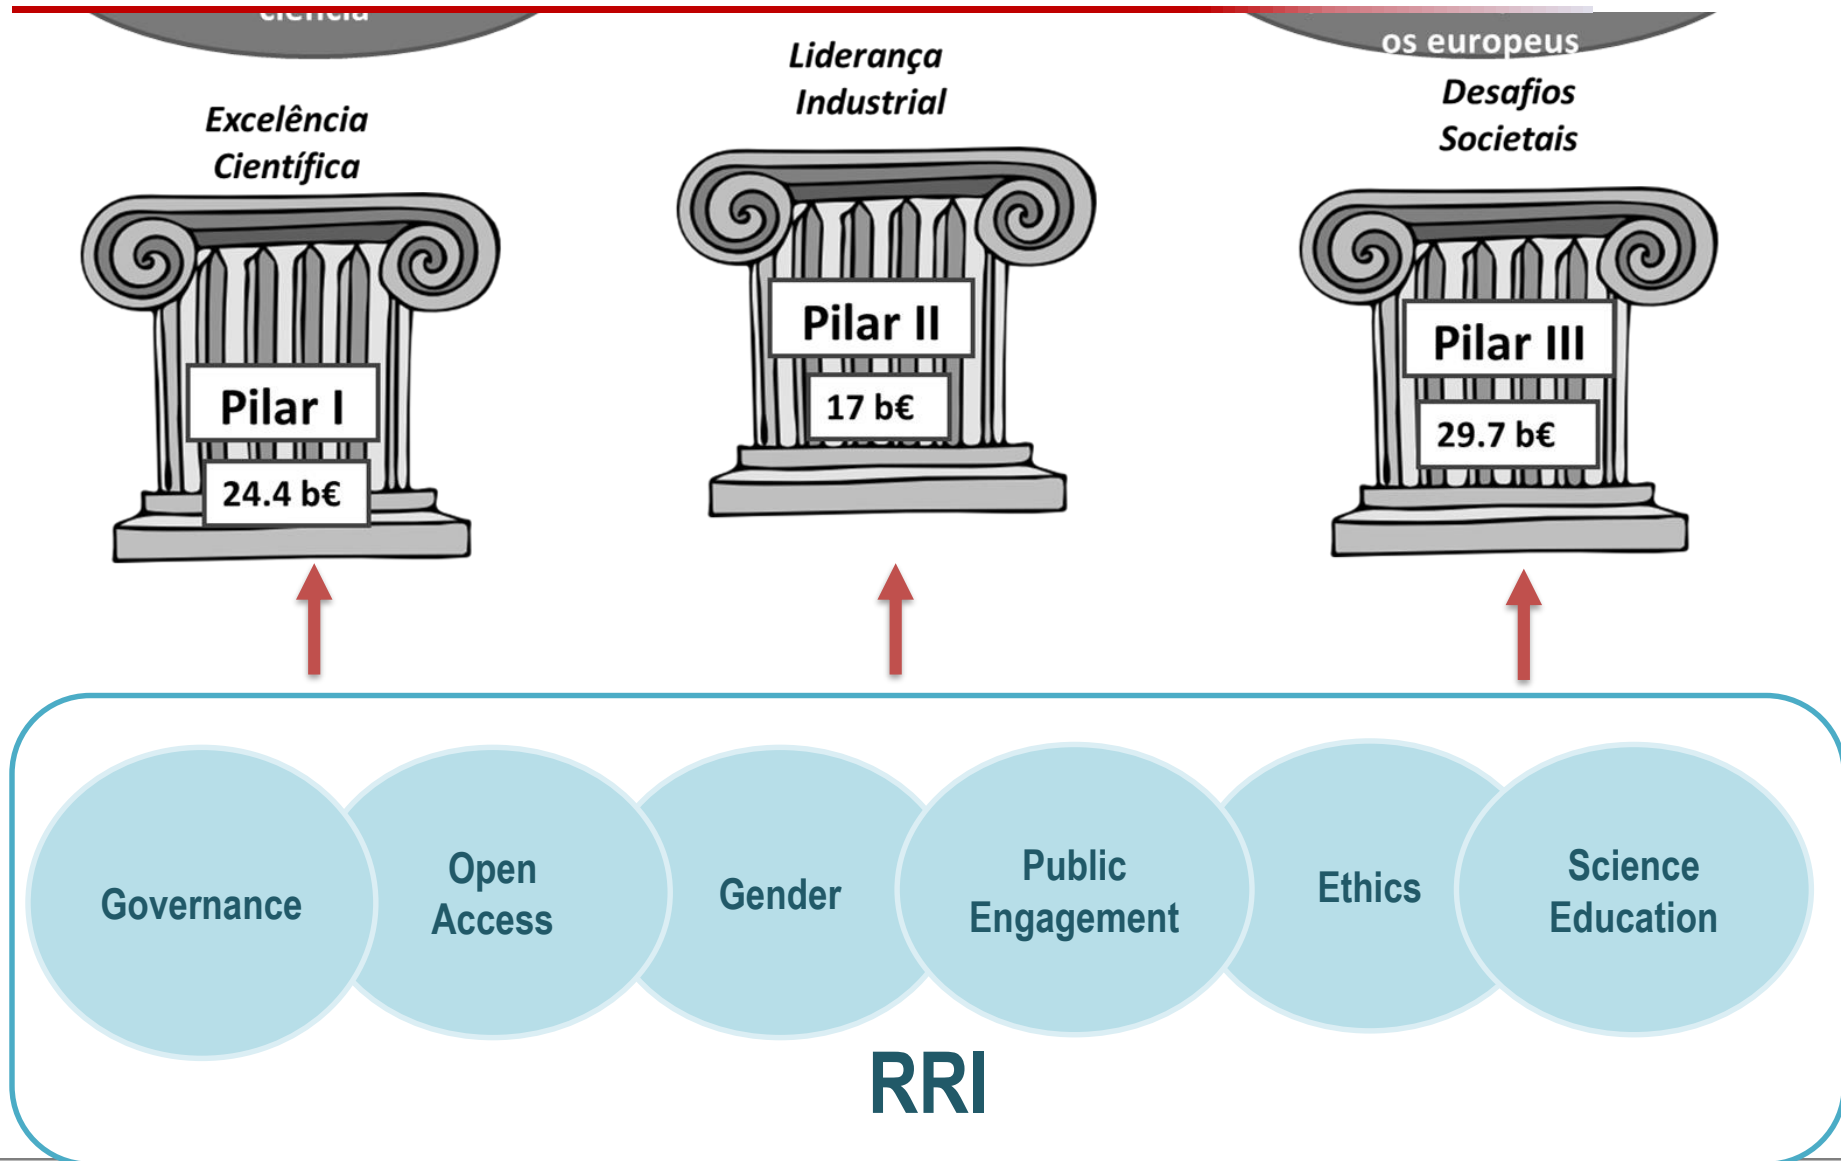 ciência
os europeus
Excelência
Científica
Liderança
Industrial
Desafios
Societais
Pilar I
24.4 b€
Pilar II
17 b€
Pilar III
29.7 b€
Governance
Open
Access
Gender
Public
Engagement
Ethics
Science
Education
RRI